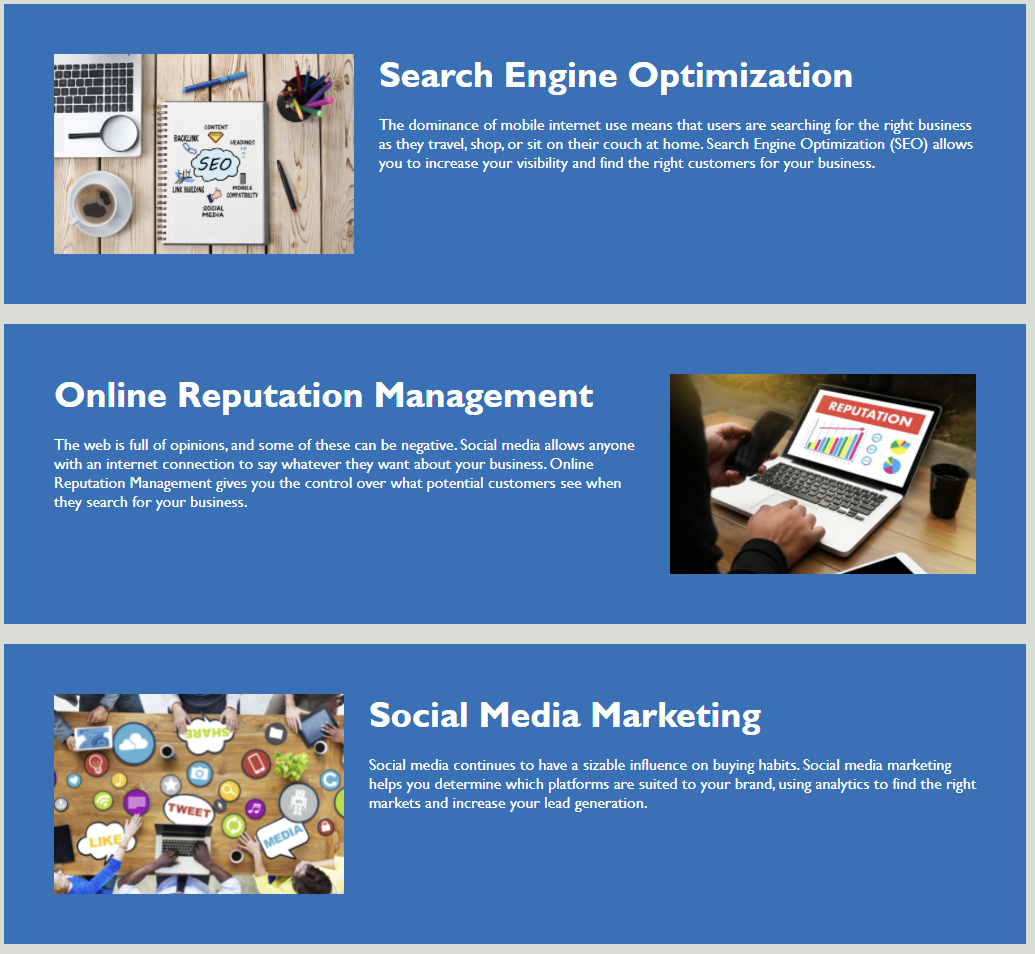 Search Engine Optimization
The dominance of mobile internet use means that users are searching for the right business
as they travel, shop, or sit on their couch at home. Search Engine Optimization (SEO) allows
you to increase your visibility and find the right customers for your business.
CONTENT
BACKLINK
HEADINGS
SEO
LINK BUILDING
MOBILE
COMPATIBILITY
SOCIAL
MEDIA
Online Reputation Management
The web is full of opinions, and some of these can be negative. Social media allows anyone
with an internet connection to say whatever they want about your business. Online
Reputation Management gives you the control over what potential customers see when
they search for your business.
REPUTATION
Social Media Marketing
Social media continues to have a sizable influence on buying habits. Social media marketing
helps you determine which platforms are suited to your brand, using analytics to find the right
markets and increase your lead generation.
SHARE
TWEET
LIKE
MEDIA